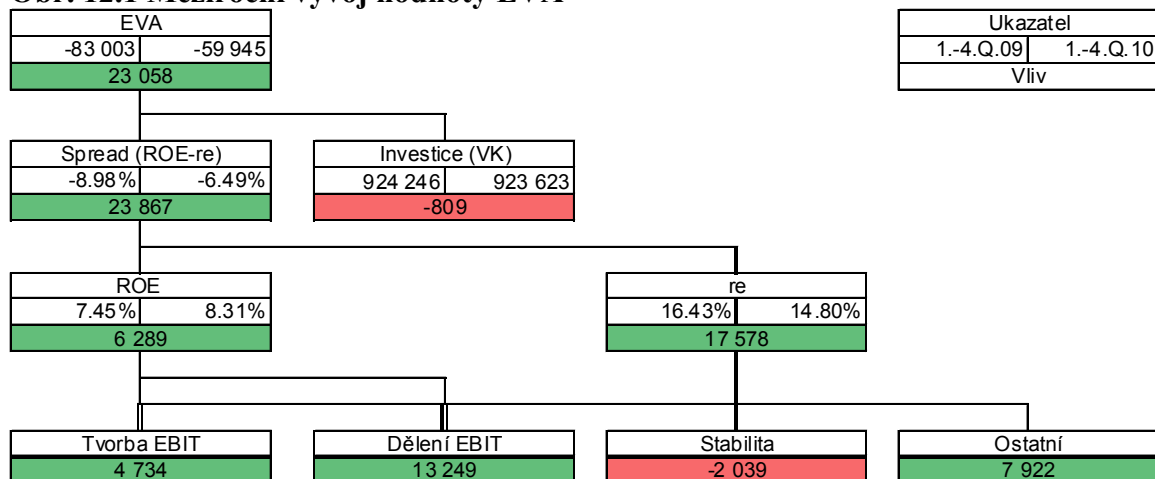 Obr. 12.1 Meziroční vývoj hodnoty EVA
EVA
-83 003 -59 945
23 058
Ukazatel
1.-4.Q.09 1.-4.Q.10
Vliv
Spread (ROE-re)
-8.98% -6.49%
23 867
Investice (VK)
924 246 923 623
-809
ROE
7.45% 8.31%
6 289
re
16.43% 14.80%
17 578
Tvorba EBIT
4 734
Dělení EBIT
13 249
Stabilita
-2 039
Ostatní
7 922